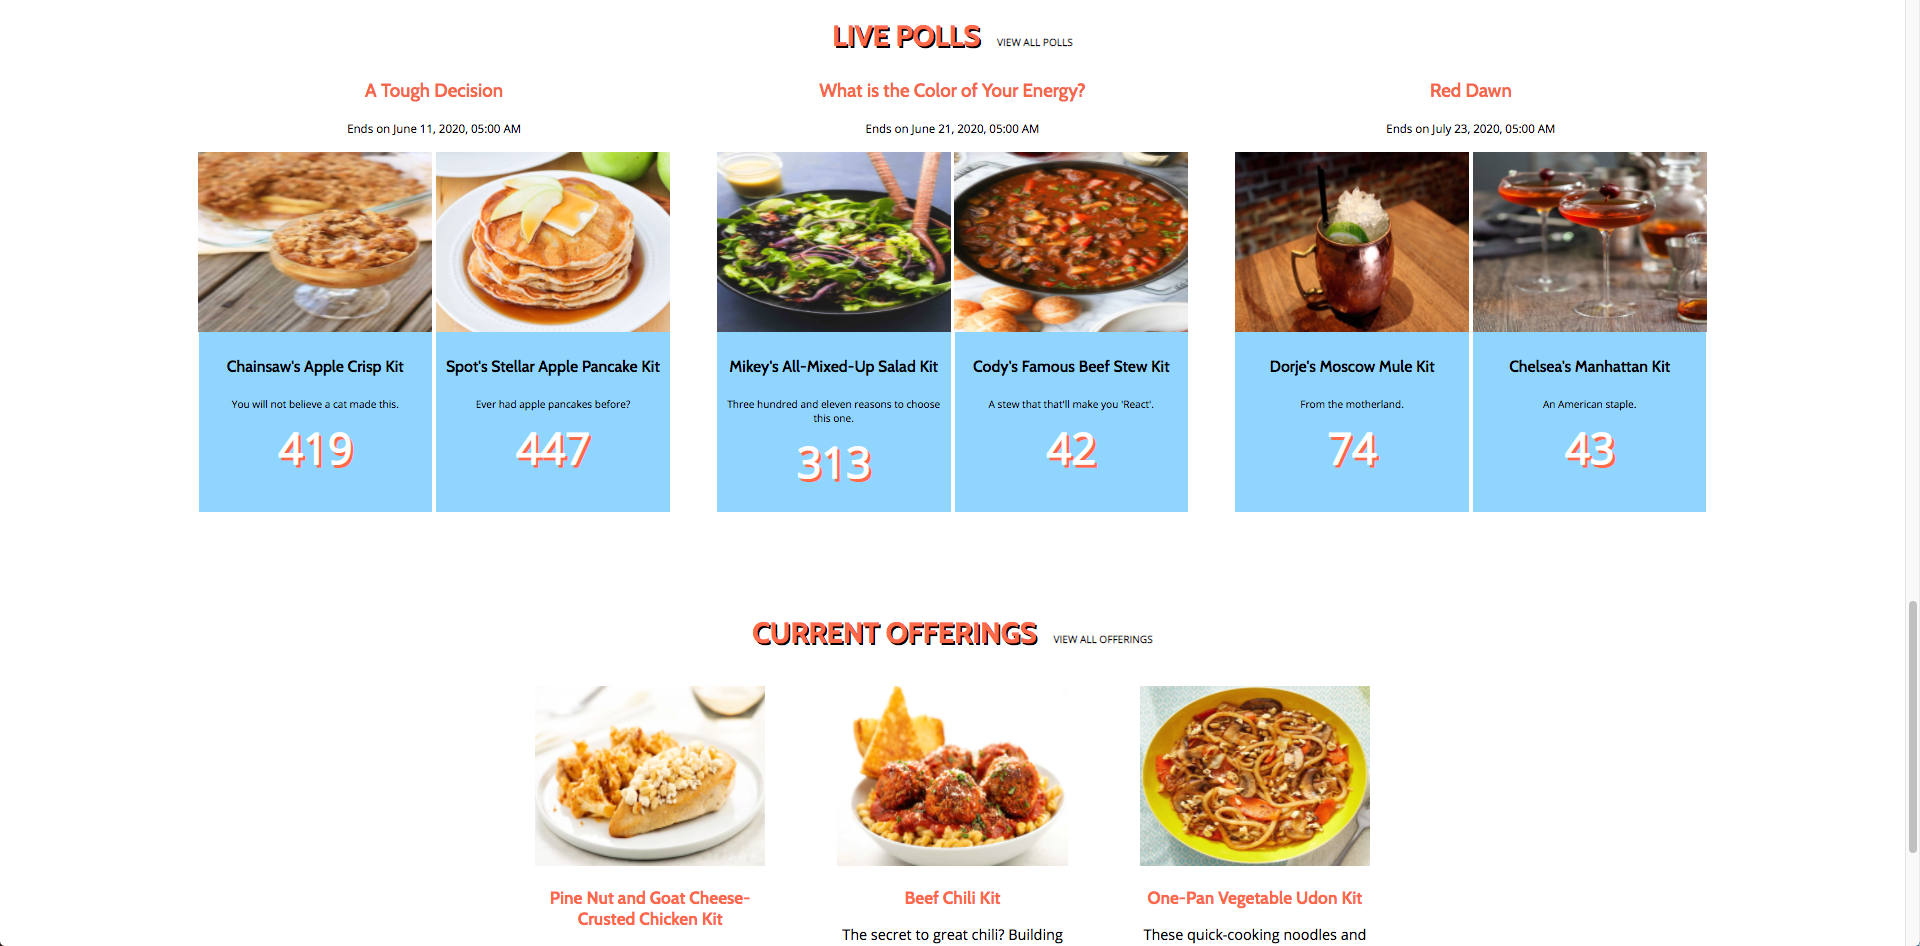 LIVE POLLS VIEW ALL POLLS
A Tough Decision
Ends on June 11, 2020, 05:00 AM
Chainsaw's Apple Crisp Kit
You will not believe a cat made this.
419
Spot's Stellar Apple Pancake Kit
Ever had apple pancakes before?
447
What is the Color of Your Energy?
Ends on June 21, 2020, 05:00 AM
Mikey's All-Mixed-Up Salad Kit
Three hundred and eleven reasons to choose
this one.
313
Cody's Famous Beef Stew Kit
A stew that that'll make you 'React'.
42
Red Dawn
Ends on July 23, 2020, 05:00 AM
Dorje's Moscow Mule Kit
From the motherland.
74
Chelsea's Manhattan Kit
An American staple.
43
CURRENT OFFERINGS VIEW ALL OFFERINGS
Pine Nut and Goat Cheese-
Crusted Chicken Kit
Beef Chili Kit
The secret to great chili? Building
One-Pan Vegetable Udon Kit
These quick-cooking noodles and